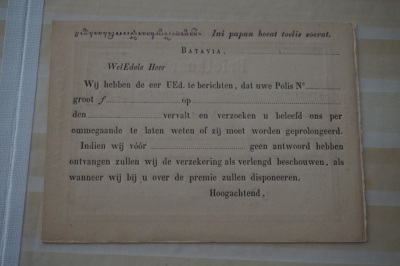 Ini papan boeat toelis soerat.
BATAVIA,
WelEdele Heer
Wij hebben de eer UEd. te berichten, dat uwe Polis N°
groot f op
den vervalt en verzoeken u beleefd ons per
ommegaande te laten weten of zij moet worden geprolongeerd.
Indien wij vóór geen antwoord hebben
ontvangen zullen wij de verzekering als verlengd beschouwen, als
wanneer wij bij u over de premie zullen disponeren.
Hoogachtend,